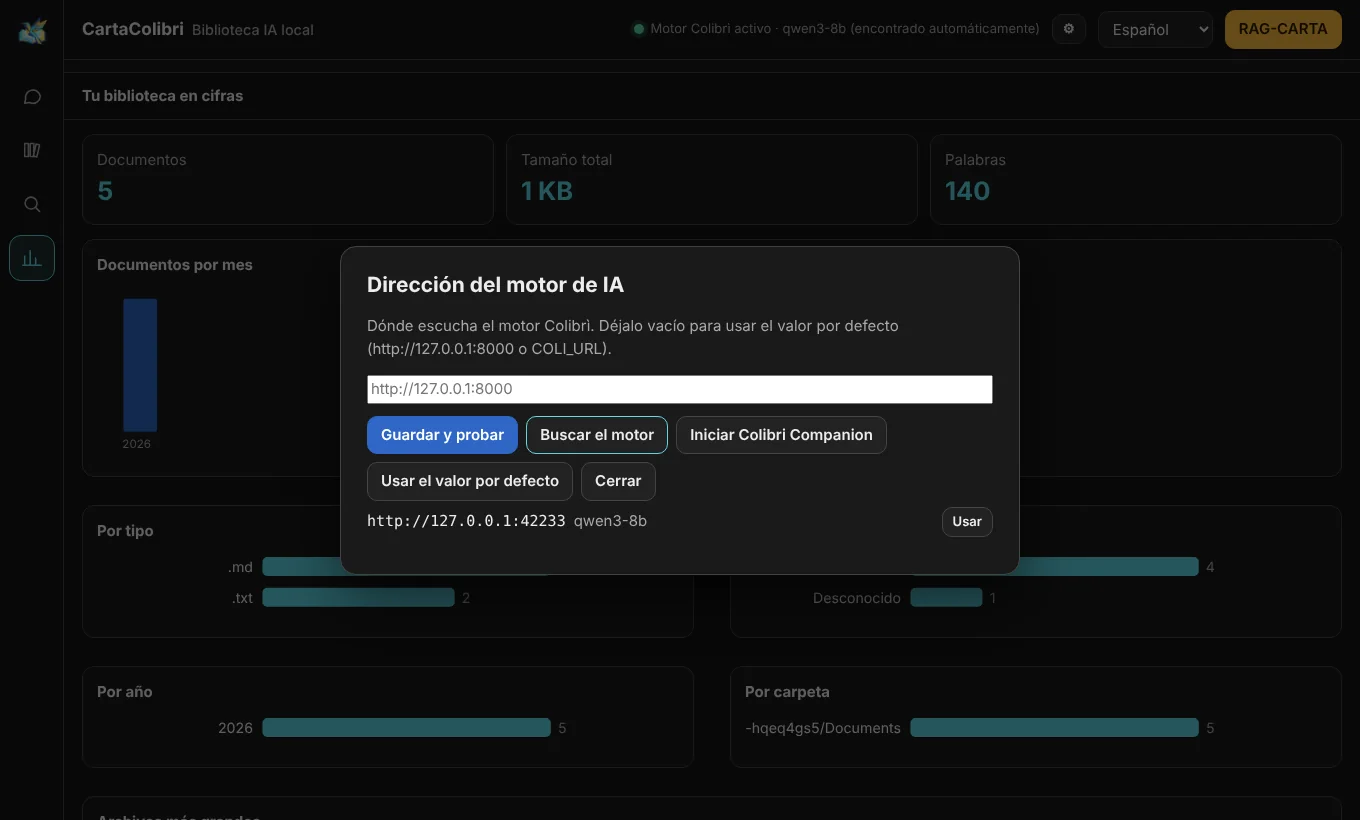 CartaColibri Biblioteca IA local
Motor Colibri activo · qwen3-8b (encontrado automáticamente)
Español
RAG-CARTA
Tu biblioteca en cifras
Documentos
5
Tamaño total
1 KB
Palabras
140
Documentos por mes
2026
Dirección del motor de IA
Dónde escucha el motor Colibrì. Déjalo vacío para usar el valor por defecto
(http://127.0.0.1:8000 o COLI_URL).
http://127.0.0.1:8000
Guardar y probar
Buscar el motor
Iniciar Colibri Companion
Usar el valor por defecto
Cerrar
http://127.0.0.1:42233 qwen3-8b
Usar
Por tipo
.md
.txt 2
4
Desconocido 1
Por año
2026 5
Por carpeta
-hqeq4gs5/Documents 5
Archivos más grandes